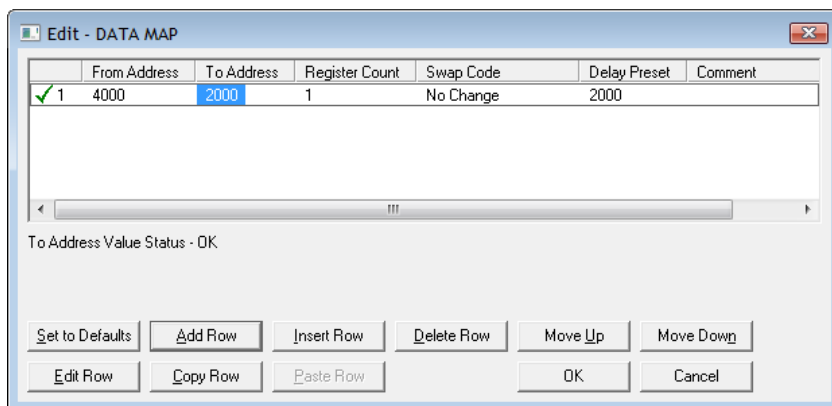 Edit - DATA MAP
From Address To Address Register Count Swap Code Delay Preset Comment
1 4000 2000 1 No Change 2000
To Address Value Status - OK
Set to Defaults Add Row Insert Row Delete Row Move Up Move Down
Edit Row Copy Row Paste Row OK Cancel